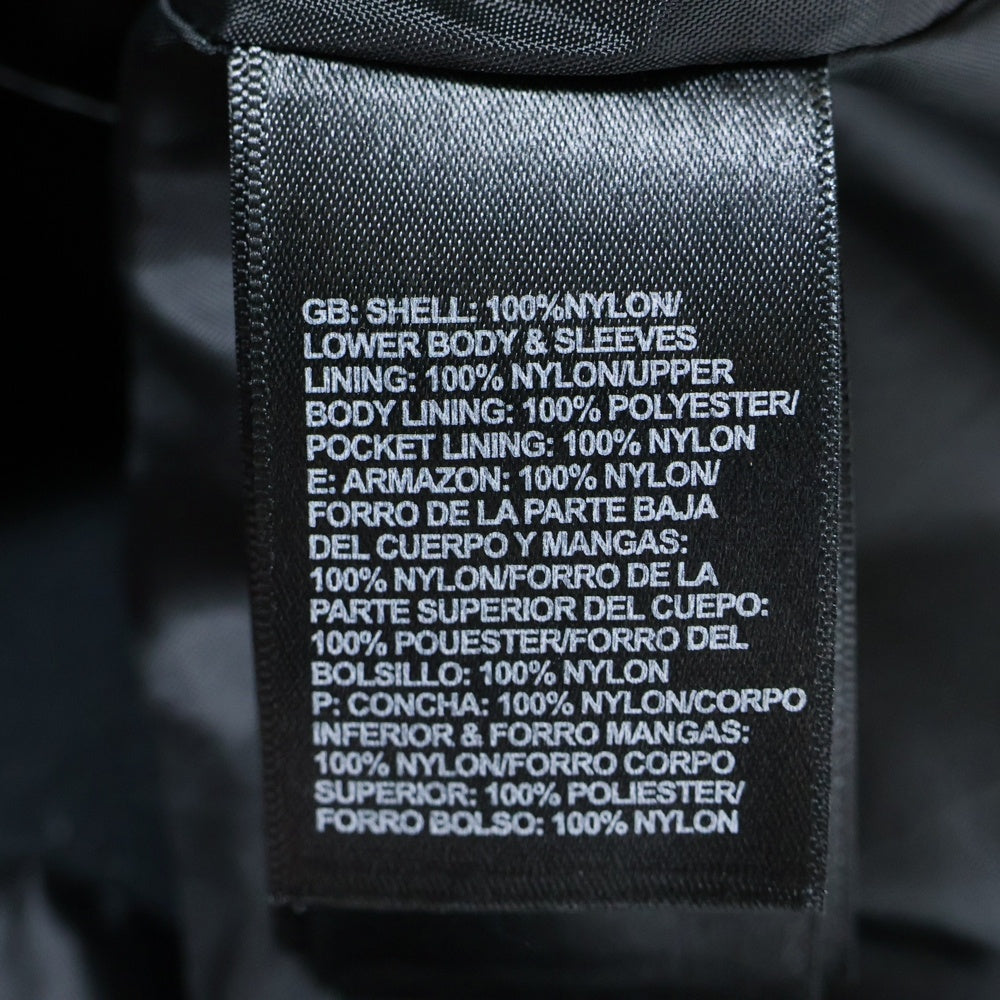 GB: SHELL: 100%NYLON/
LOWER BODY & SLEEVES
LINING: 100% NYLON/UPPER
BODY LINING: 100% POLYESTER/
POCKET LINING: 100% NYLON
E: ARMAZON: 100% NYLON/
FORRO DE LA PARTE BAJA
DEL CUERPO Y MANGAS:
100% NYLON/FORRO DE LA
PARTE SUPERIOR DEL CUEPO:
100% POUESTER/FORRO DEL
BOLSILLO: 100% NYLON
P: CONCHA: 100% NYLON/CORPO
INFERIOR & FORRO MANGAS:
100% NYLON/FORRO CORPO
SUPERIOR: 100% POLIESTER/
FORRO BOLSO: 100% NYLON